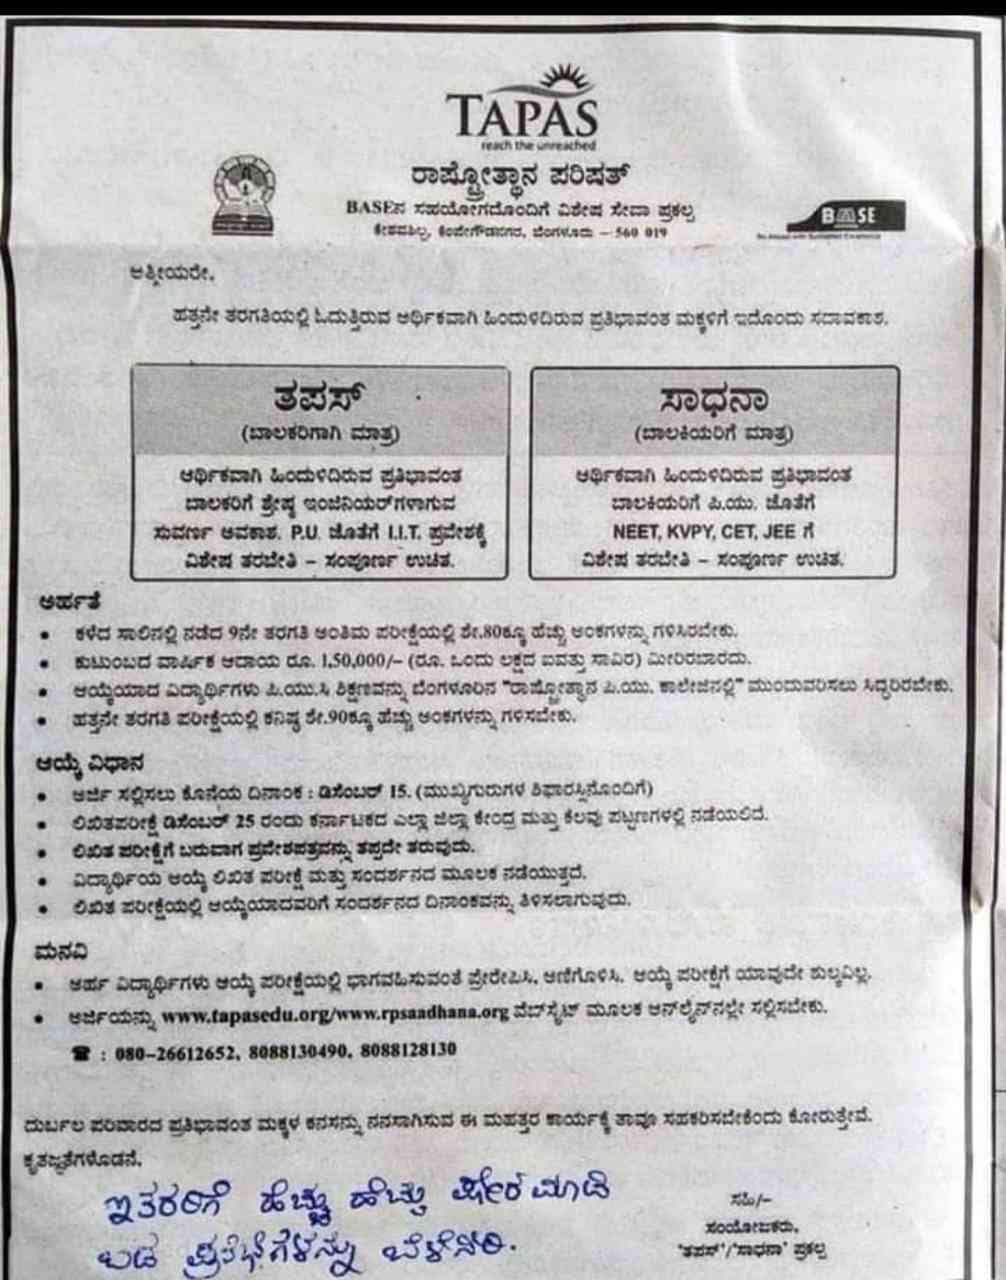 TAPAS
reach the unreached
ರಾಷ್ಟ್ರೋತ್ಥಾನ ಪರಿಷತ್
BASEನ ಸಹಯೋಗದೊಂದಿಗೆ ವಿಶೇಷ ಸೇವಾ ಪ್ರಕಲ್ಪ
BASE
ಕೇಶವಶಿಲ್ಪ, ಕೆಂಪೇಗೌಡನಗರ, ಬೆಂಗಳೂರು – 560 019
ಆತ್ಮೀಯರೇ,
ಹತ್ತನೇ ತರಗತಿಯಲ್ಲಿ ಓದುತ್ತಿರುವ ಆರ್ಥಿಕವಾಗಿ ಹಿಂದುಳಿದಿರುವ ಪ್ರತಿಭಾವಂತ ಮಕ್ಕಳಿಗೆ ಇದೊಂದು ಸದಾವಕಾಶ.
ತಪಸ್
(ಬಾಲಕರಿಗಾಗಿ ಮಾತ್ರ)
ಆರ್ಥಿಕವಾಗಿ ಹಿಂದುಳಿದಿರುವ ಪ್ರತಿಭಾವಂತ
ಬಾಲಕರಿಗೆ ಶ್ರೇಷ್ಠ ಇಂಜಿನಿಯರ್‌ಗಳಾಗುವ
ಸುವರ್ಣ ಅವಕಾಶ. P.U. ಜೊತೆಗೆ I.I.T. ಪ್ರವೇಶಕ್ಕೆ
ವಿಶೇಷ ತರಬೇತಿ – ಸಂಪೂರ್ಣ ಉಚಿತ.
ಸಾಧನಾ
(ಬಾಲಕಿಯರಿಗೆ ಮಾತ್ರ)
ಆರ್ಥಿಕವಾಗಿ ಹಿಂದುಳಿದಿರುವ ಪ್ರತಿಭಾವಂತ
ಬಾಲಕಿಯರಿಗೆ ಪಿ.ಯು. ಜೊತೆಗೆ
NEET, KVPY, CET, JEE ಗೆ
ವಿಶೇಷ ತರಬೇತಿ – ಸಂಪೂರ್ಣ ಉಚಿತ.
ಅರ್ಹತೆ
• ಕಳೆದ ಸಾಲಿನಲ್ಲಿ ನಡೆದ 9ನೇ ತರಗತಿ ಅಂತಿಮ ಪರೀಕ್ಷೆಯಲ್ಲಿ ಶೇ.80ಕ್ಕೂ ಹೆಚ್ಚು ಅಂಕಗಳನ್ನು ಗಳಿಸಿರಬೇಕು.
• ಕುಟುಂಬದ ವಾರ್ಷಿಕ ಆದಾಯ ರೂ. 1,50,000/– (ರೂ. ಒಂದು ಲಕ್ಷದ ಐವತ್ತು ಸಾವಿರ) ಮೀರಿರಬಾರದು.
• ಆಯ್ಕೆಯಾದ ವಿದ್ಯಾರ್ಥಿಗಳು ಪಿ.ಯು.ಸಿ ಶಿಕ್ಷಣವನ್ನು ಬೆಂಗಳೂರಿನ "ರಾಷ್ಟ್ರೋತ್ಥಾನ ಪಿ.ಯು. ಕಾಲೇಜಿನಲ್ಲಿ" ಮುಂದುವರಿಸಲು ಸಿದ್ಧರಿರಬೇಕು.
• ಹತ್ತನೇ ತರಗತಿ ಪರೀಕ್ಷೆಯಲ್ಲಿ ಕನಿಷ್ಠ ಶೇ.90ಕ್ಕೂ ಹೆಚ್ಚು ಅಂಕಗಳನ್ನು ಗಳಿಸಬೇಕು.
ಆಯ್ಕೆ ವಿಧಾನ
• ಅರ್ಜಿ ಸಲ್ಲಿಸಲು ಕೊನೆಯ ದಿನಾಂಕ : ಡಿಸೆಂಬರ್ 15. (ಮುಖ್ಯಗುರುಗಳ ಶಿಫಾರಸ್ಸಿನೊಂದಿಗೆ)
• ಲಿಖಿತಪರೀಕ್ಷೆ ಡಿಸೆಂಬರ್ 25 ರಂದು ಕರ್ನಾಟಕದ ಎಲ್ಲಾ ಜಿಲ್ಲಾ ಕೇಂದ್ರ ಮತ್ತು ಕೆಲವು ಪಟ್ಟಣಗಳಲ್ಲಿ ನಡೆಯಲಿದೆ.
• ಲಿಖಿತ ಪರೀಕ್ಷೆಗೆ ಬರುವಾಗ ಪ್ರವೇಶಪತ್ರವನ್ನು ತಪ್ಪದೇ ತರುವುದು.
• ವಿದ್ಯಾರ್ಥಿಯ ಆಯ್ಕೆ ಲಿಖಿತ ಪರೀಕ್ಷೆ ಮತ್ತು ಸಂದರ್ಶನದ ಮೂಲಕ ನಡೆಯುತ್ತದೆ.
• ಲಿಖಿತ ಪರೀಕ್ಷೆಯಲ್ಲಿ ಆಯ್ಕೆಯಾದವರಿಗೆ ಸಂದರ್ಶನದ ದಿನಾಂಕವನ್ನು ತಿಳಿಸಲಾಗುವುದು.
ಮನವಿ
• ಅರ್ಹ ವಿದ್ಯಾರ್ಥಿಗಳು ಆಯ್ಕೆ ಪರೀಕ್ಷೆಯಲ್ಲಿ ಭಾಗವಹಿಸುವಂತೆ ಪ್ರೇರೇಪಿಸಿ, ಅಣಿಗೊಳಿಸಿ. ಆಯ್ಕೆ ಪರೀಕ್ಷೆಗೆ ಯಾವುದೇ ಶುಲ್ಕವಿಲ್ಲ.
• ಅರ್ಜಿಯನ್ನು www.tapasedu.org/www.rpsaadhana.org ವೆಬ್‌ಸೈಟ್ ಮೂಲಕ ಆನ್‌ಲೈನ್‌ನಲ್ಲೇ ಸಲ್ಲಿಸಬೇಕು.
☎ : 080–26612652, 8088130490, 8088128130
ದುರ್ಬಲ ಪರಿವಾರದ ಪ್ರತಿಭಾವಂತ ಮಕ್ಕಳ ಕನಸನ್ನು ನನಸಾಗಿಸುವ ಈ ಮಹತ್ತರ ಕಾರ್ಯಕ್ಕೆ ತಾವೂ ಸಹಕರಿಸಬೇಕೆಂದು ಕೋರುತ್ತೇವೆ.
ಕೃತಜ್ಞತೆಗಳೊಡನೆ,
ಇತರರಿಗೆ ಹೆಚ್ಚು ಹೆಚ್ಚು ಷೇರ ಮಾಡಿ
ಬಡ ಪ್ರತಿಭೆಗಳನ್ನು ಬೆಳೆಸಿರಿ.
ಸಹಿ/–
ಸಂಯೋಜಕರು,
'ತಪಸ್'/'ಸಾಧನಾ' ಪ್ರಕಲ್ಪ